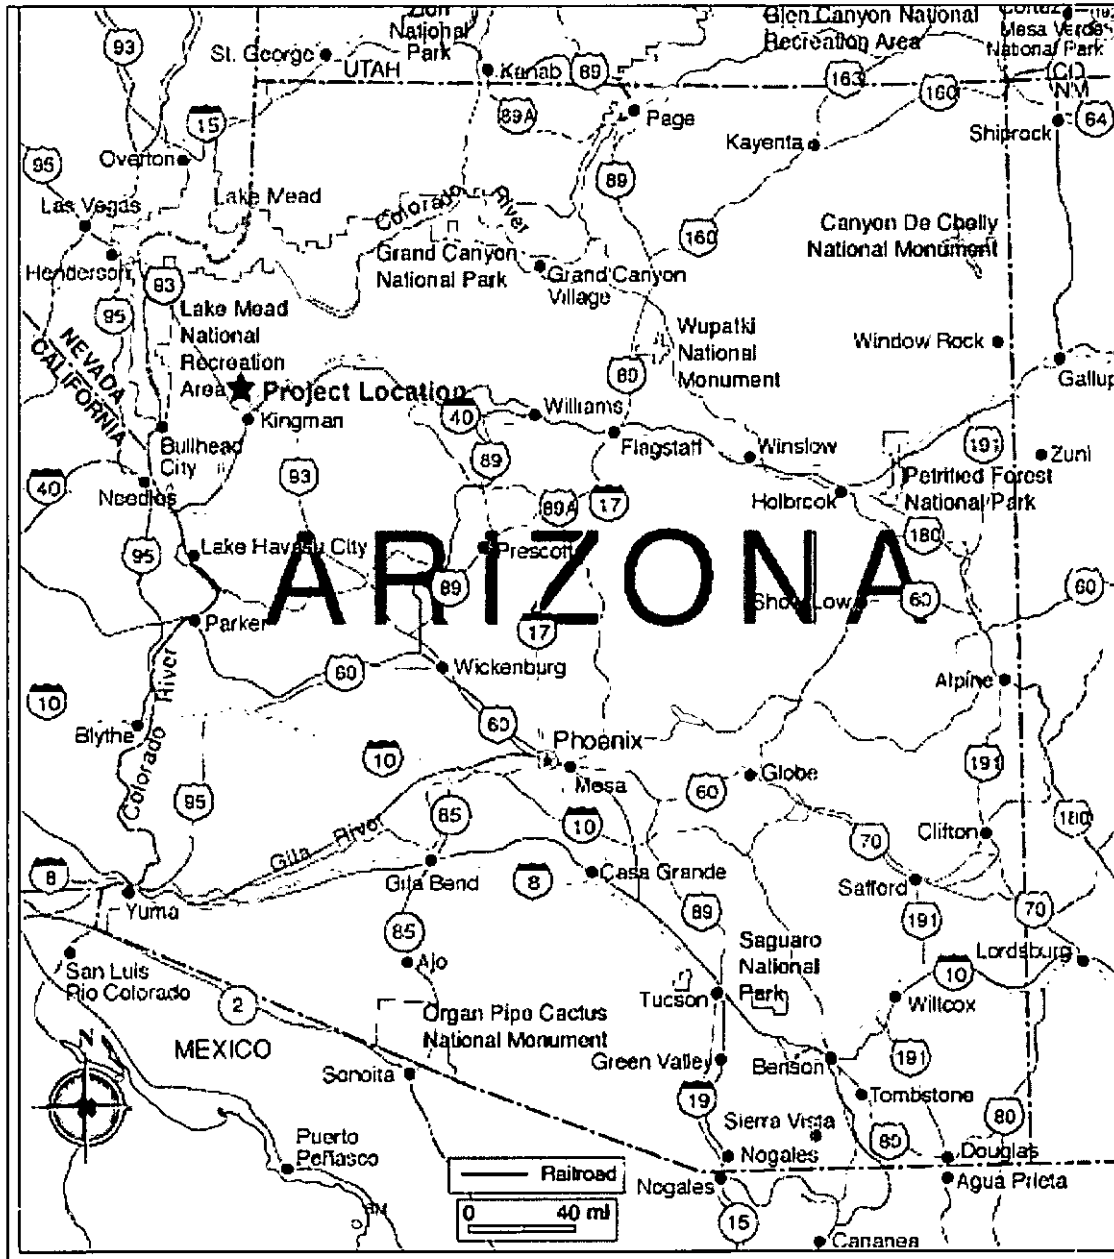 Zion
National
Park
Glen Canyon National
Recreation Area
Cortez
Mesa Verde
National Park
93
St. George
UTAH
Kanab
89
163
160
CO
NM
15
89A
Page
Kayenta
Shiprock
64
95
Overton
89
Las Vegas
Lake Mead
Colorado River
160
Canyon De Chelly
National Monument
Henderson
Grand Canyon
National Park
Grand Canyon
Village
93
95
Lake Mead
National
Recreation
Area
NEVADA
CALIFORNIA
Wupatki
National
Monument
Window Rock
Gallup
Project Location
Kingman
40
Williams
Flagstaff
Winslow
191
Zuni
Bullhead
City
40
Needles
93
89
89A
17
Holbrook
Petrified Forest
National Park
180
95
Lake Havasu City
ARIZONA
Prescott
89
Show Low
60
60
Parker
17
60
Wickenburg
Alpine
10
Blythe
Colorado River
60
Phoenix
10
Mesa
60
Globe
191
95
85
10
70
Clifton
180
Gila River
8
Gila Bend
8
Casa Grande
Safford
Yuma
89
191
70
85
Ajo
Saguaro
National
Park
Lordsburg
San Luis
Rio Colorado
2
10
Tucson
Willcox
N
MEXICO
Organ Pipe Cactus
National Monument
Green Valley
Benson
191
Sonoita
19
Tombstone
Sierra Vista
80
80
Puerto
Peñasco
Railroad
Nogales
Douglas
Nogales
Agua Prieta
0 40 mi
15
Cananea